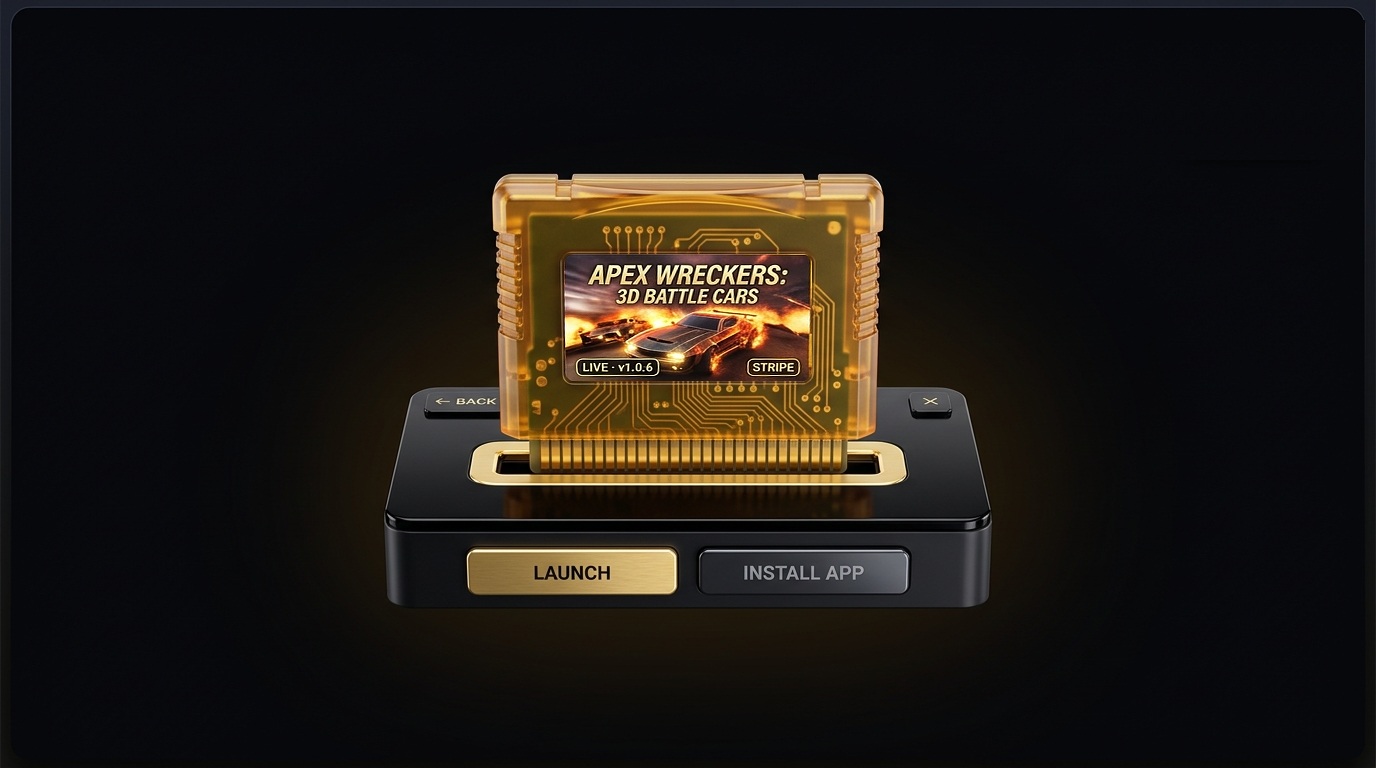 APEX WRECKERS:
3D BATTLE CARS
LIVE · v1.0.6
STRIPE
← BACK
LAUNCH
INSTALL APP